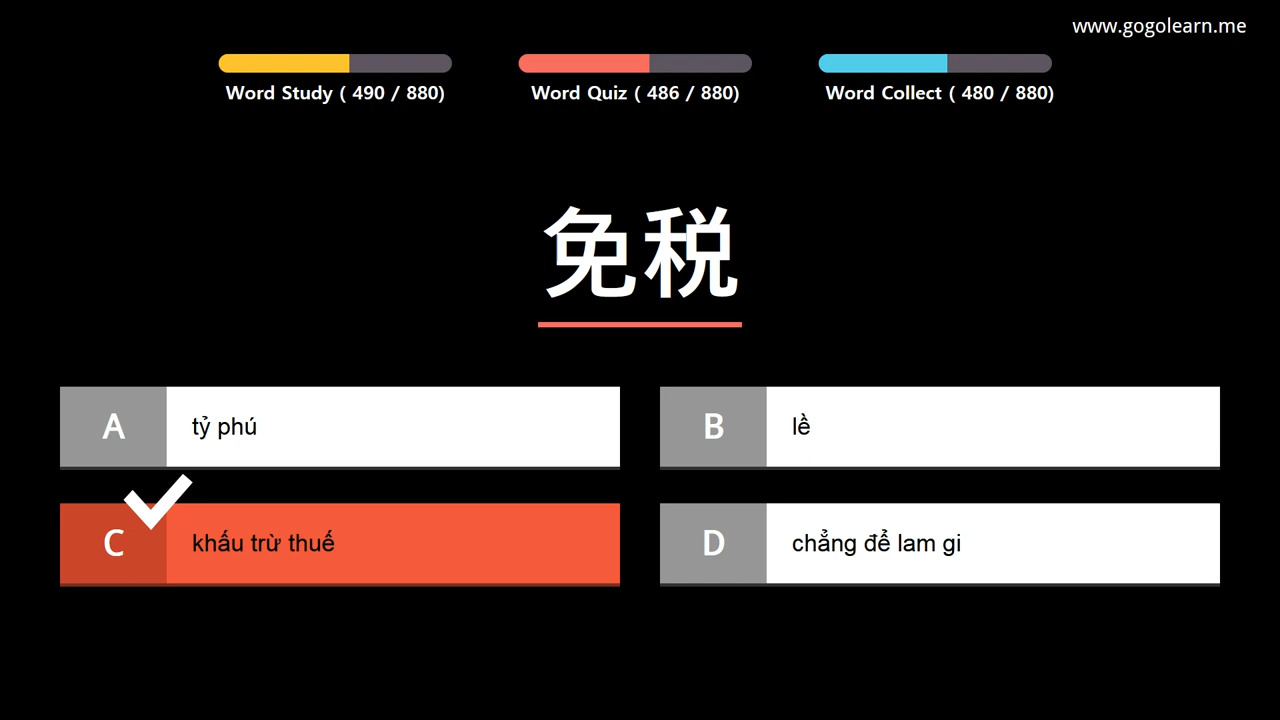 www.gogolearn.me
Word Study ( 490 / 880)
Word Quiz ( 486 / 880)
Word Collect ( 480 / 880)
免税
A
tỷ phú
B
lề
C
khấu trừ thuế
D
chẳng để lam gi